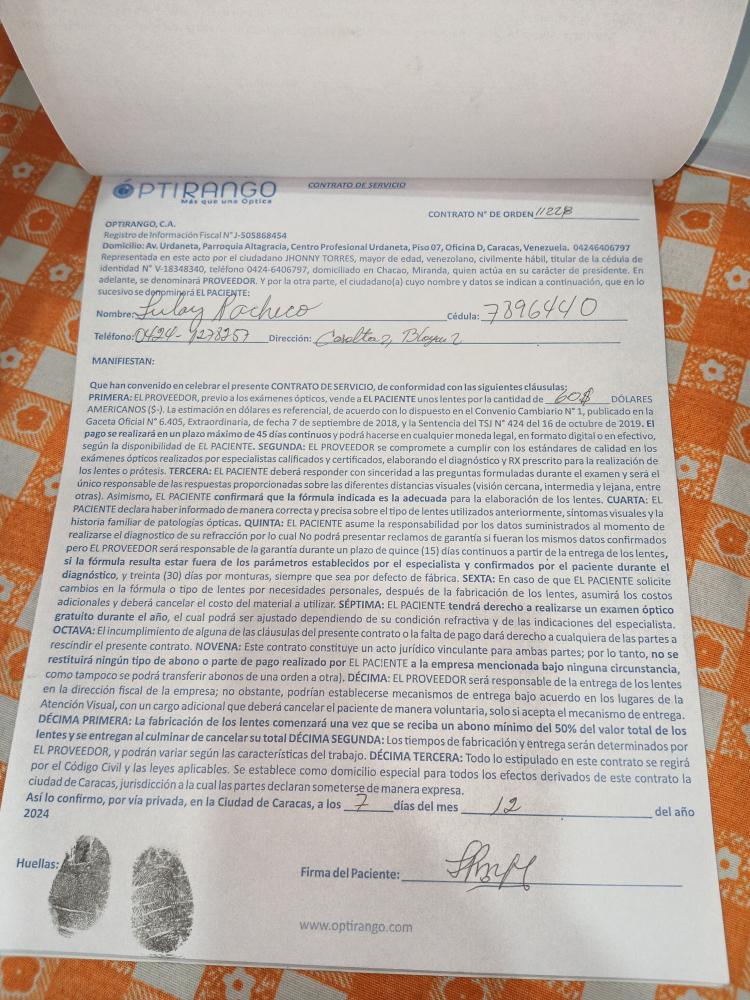 OPTIRANGO
Más que una Optica
CONTRATO DE SERVICIO
CONTRATO N° DE ORDEN 11228
OPTIRANGO, C.A.
Registro de Información Fiscal N° J-505868454
Domicilio: Av. Urdaneta, Parroquia Altagracia, Centro Profesional Urdaneta, Piso 07, Oficina D, Caracas, Venezuela. 04246406797
Representada en este acto por el ciudadano JHONNY TORRES, mayor de edad, venezolano, civilmente hábil, titular de la cédula de
identidad N° V-18348340, teléfono 0424-6406797, domiciliado en Chacao, Miranda, quien actúa en su carácter de presidente. En
adelante, se denominará PROVEEDOR. Y por la otra parte, el ciudadano(a) cuyo nombre y datos se indican a continuación, que en lo
sucesivo se denominará EL PACIENTE:
Nombre: Pacheco Cédula: 7896440
Teléfono: 0424- Dirección:
MANIFIESTAN:
Que han convenido en celebrar el presente CONTRATO DE SERVICIO, de conformidad con las siguientes cláusulas;
PRIMERA: EL PROVEEDOR, previo a los exámenes ópticos, vende a EL PACIENTE unos lentes por la cantidad de 60$ DÓLARES
AMERICANOS ($-). La estimación en dólares es referencial, de acuerdo con lo dispuesto en el Convenio Cambiario N° 1, publicado en la
Gaceta Oficial N° 6.405, Extraordinaria, de fecha 7 de septiembre de 2018, y la Sentencia del TSJ N° 424 del 16 de octubre de 2019. El
pago se realizará en un plazo máximo de 45 días continuos y podrá hacerse en cualquier moneda legal, en formato digital o en efectivo,
según la disponibilidad de EL PACIENTE. SEGUNDA: EL PROVEEDOR se compromete a cumplir con los estándares de calidad en los
exámenes ópticos realizados por especialistas calificados y certificados, elaborando el diagnóstico y RX prescrito para la realización de
los lentes o prótesis. TERCERA: EL PACIENTE deberá responder con sinceridad a las preguntas formuladas durante el examen y será el
único responsable de las respuestas proporcionadas sobre las diferentes distancias visuales (visión cercana, intermedia y lejana, entre
otras). Asimismo, EL PACIENTE confirmará que la fórmula indicada es la adecuada para la elaboración de los lentes. CUARTA: EL
PACIENTE declara haber informado de manera correcta y precisa sobre el tipo de lentes utilizados anteriormente, síntomas visuales y la
historia familiar de patologías ópticas. QUINTA: EL PACIENTE asume la responsabilidad por los datos suministrados al momento de
realizarse el diagnostico de su refracción por lo cual No podrá presentar reclamos de garantía si fueran los mismos datos confirmados
pero EL PROVEEDOR será responsable de la garantía durante un plazo de quince (15) días continuos a partir de la entrega de los lentes,
si la fórmula resulta estar fuera de los parámetros establecidos por el especialista y confirmados por el paciente durante el
diagnóstico, y treinta (30) días por monturas, siempre que sea por defecto de fábrica. SEXTA: En caso de que EL PACIENTE solicite
cambios en la fórmula o tipo de lentes por necesidades personales, después de la fabricación de los lentes, asumirá los costos
adicionales y deberá cancelar el costo del material a utilizar. SÉPTIMA: EL PACIENTE tendrá derecho a realizarse un examen óptico
gratuito durante el año, el cual podrá ser ajustado dependiendo de su condición refractiva y de las indicaciones del especialista.
OCTAVA: El incumplimiento de alguna de las cláusulas del presente contrato o la falta de pago dará derecho a cualquiera de las partes a
rescindir el presente contrato. NOVENA: Este contrato constituye un acto jurídico vinculante para ambas partes; por lo tanto, no se
restituirá ningún tipo de abono o parte de pago realizado por EL PACIENTE a la empresa mencionada bajo ninguna circunstancia,
como tampoco se podrá transferir abonos de una orden a otra). DÉCIMA: EL PROVEEDOR será responsable de la entrega de los lentes
en la dirección fiscal de la empresa; no obstante, podrían establecerse mecanismos de entrega bajo acuerdo en los lugares de la
Atención Visual, con un cargo adicional que deberá cancelar el paciente de manera voluntaria, solo si acepta el mecanismo de entrega.
DÉCIMA PRIMERA: La fabricación de los lentes comenzará una vez que se reciba un abono mínimo del 50% del valor total de los
lentes y se entregan al culminar de cancelar su total DÉCIMA SEGUNDA: Los tiempos de fabricación y entrega serán determinados por
EL PROVEEDOR, y podrán variar según las características del trabajo. DÉCIMA TERCERA: Todo lo estipulado en este contrato se regirá
por el Código Civil y las leyes aplicables. Se establece como domicilio especial para todos los efectos derivados de este contrato la
ciudad de Caracas, jurisdicción a la cual las partes declaran someterse de manera expresa.
Así lo confirmo, por vía privada, en la Ciudad de Caracas, a los 7 días del mes 12 del año
2024
Huellas:
Firma del Paciente:
www.optirango.com